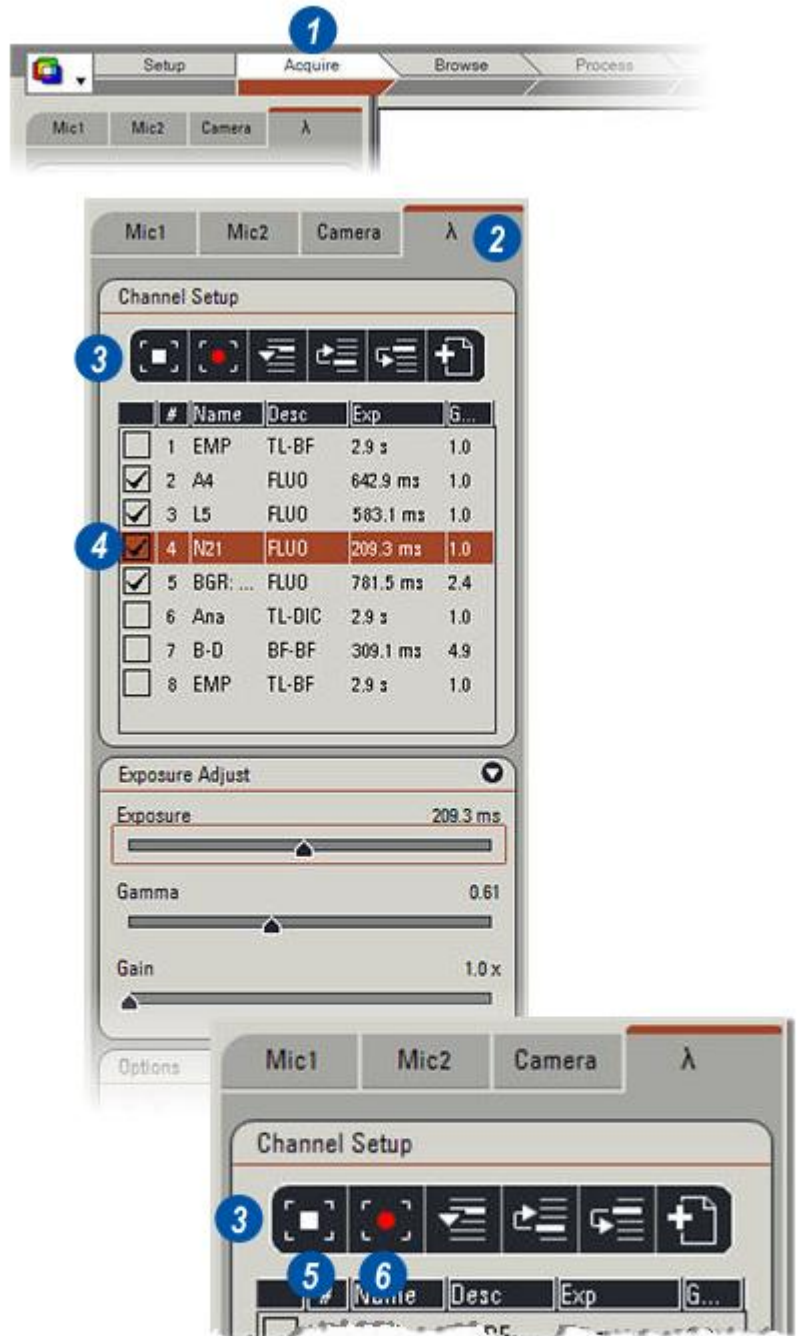 1
Setup Acquire Browse Process
Mic1 Mic2 Camera λ
Mic1 Mic2 Camera λ 2
Channel Setup
3
# Name Desc Exp G...
1 EMP TL-BF 2.9 s 1.0
2 A4 FLUO 642.9 ms 1.0
3 L5 FLUO 583.1 ms 1.0
4 4 N21 FLUO 209.3 ms 1.0
5 BGR: ... FLUO 781.5 ms 2.4
6 Ana TL-DIC 2.9 s 1.0
7 B-D BF-BF 309.1 ms 4.9
8 EMP TL-BF 2.9 s 1.0
Exposure Adjust
Exposure 209.3 ms
Gamma 0.61
Gain 1.0 x
Options
Mic1 Mic2 Camera λ
Channel Setup
3
5 6
# Name Desc Exp G...